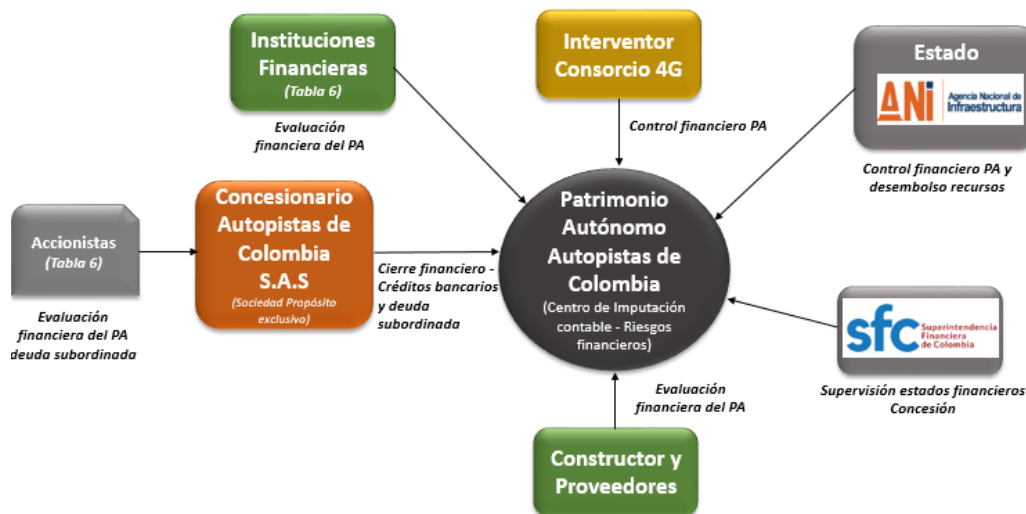 Instituciones
Financieras
(Tabla 6)
Evaluación
financiera del PA
Interventor
Consorcio 4G
Control financiero PA
Estado
ANi
Agencia Nacional de
Infraestructura
Control financiero PA y
desembolso recursos
Accionistas
(Tabla 6)
Evaluación
financiera del PA
deuda subordinada
Concesionario
Autopistas de
Colombia
S.A.S
(Sociedad Propósito
exclusivo)
Cierre financiero -
Créditos bancarios
y deuda
subordinada
Patrimonio
Autónomo
Autopistas de
Colombia
(Centro de Imputación
contable - Riesgos
financieros)
sfc
Superintendencia
Financiera
de Colombia
Supervisión estados financieros
Concesión
Evaluación
financiera del PA
Constructor y
Proveedores